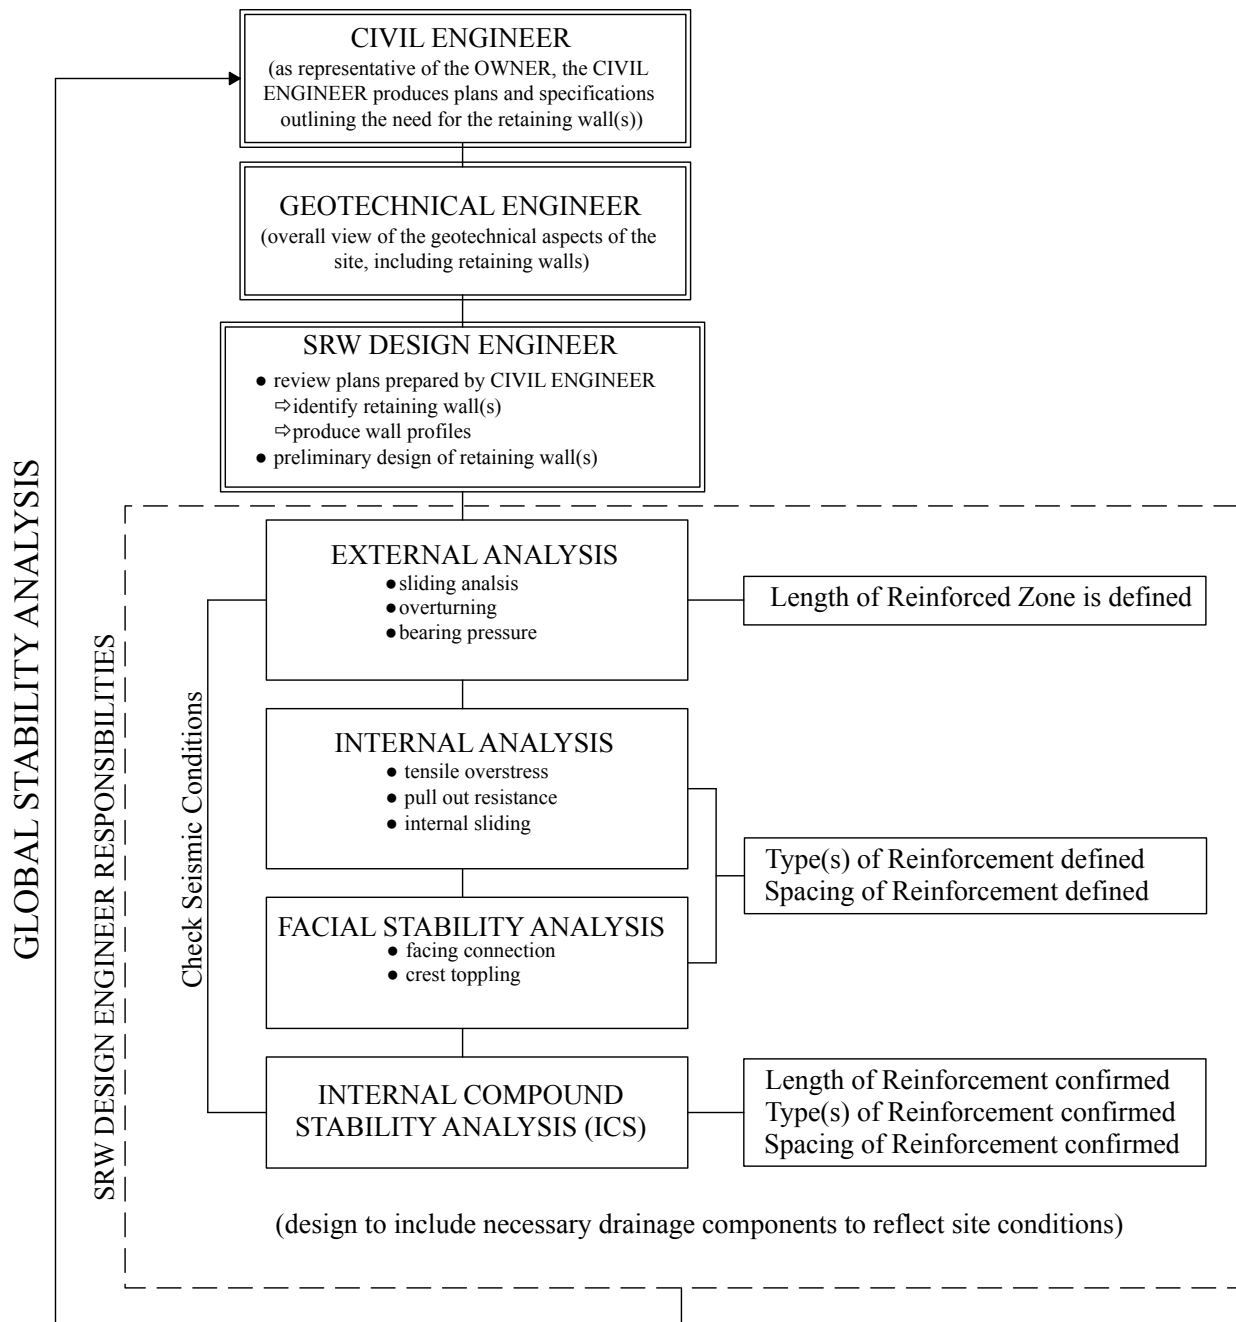 CIVIL ENGINEER
(as representative of the OWNER, the CIVIL
ENGINEER produces plans and specifications
outlining the need for the retaining wall(s))
GEOTECHNICAL ENGINEER
(overall view of the geotechnical aspects of the
site, including retaining walls)
SRW DESIGN ENGINEER
● review plans prepared by CIVIL ENGINEER
⇨identify retaining wall(s)
⇨produce wall profiles
● preliminary design of retaining wall(s)
GLOBAL STABILITY ANALYSIS
SRW DESIGN ENGINEER RESPONSIBILITIES
Check Seismic Conditions
EXTERNAL ANALYSIS
● sliding analsis
● overturning
● bearing pressure
Length of Reinforced Zone is defined
INTERNAL ANALYSIS
● tensile overstress
● pull out resistance
● internal sliding
Type(s) of Reinforcement defined
Spacing of Reinforcement defined
FACIAL STABILITY ANALYSIS
● facing connection
● crest toppling
INTERNAL COMPOUND
STABILITY ANALYSIS (ICS)
Length of Reinforcement confirmed
Type(s) of Reinforcement confirmed
Spacing of Reinforcement confirmed
(design to include necessary drainage components to reflect site conditions)